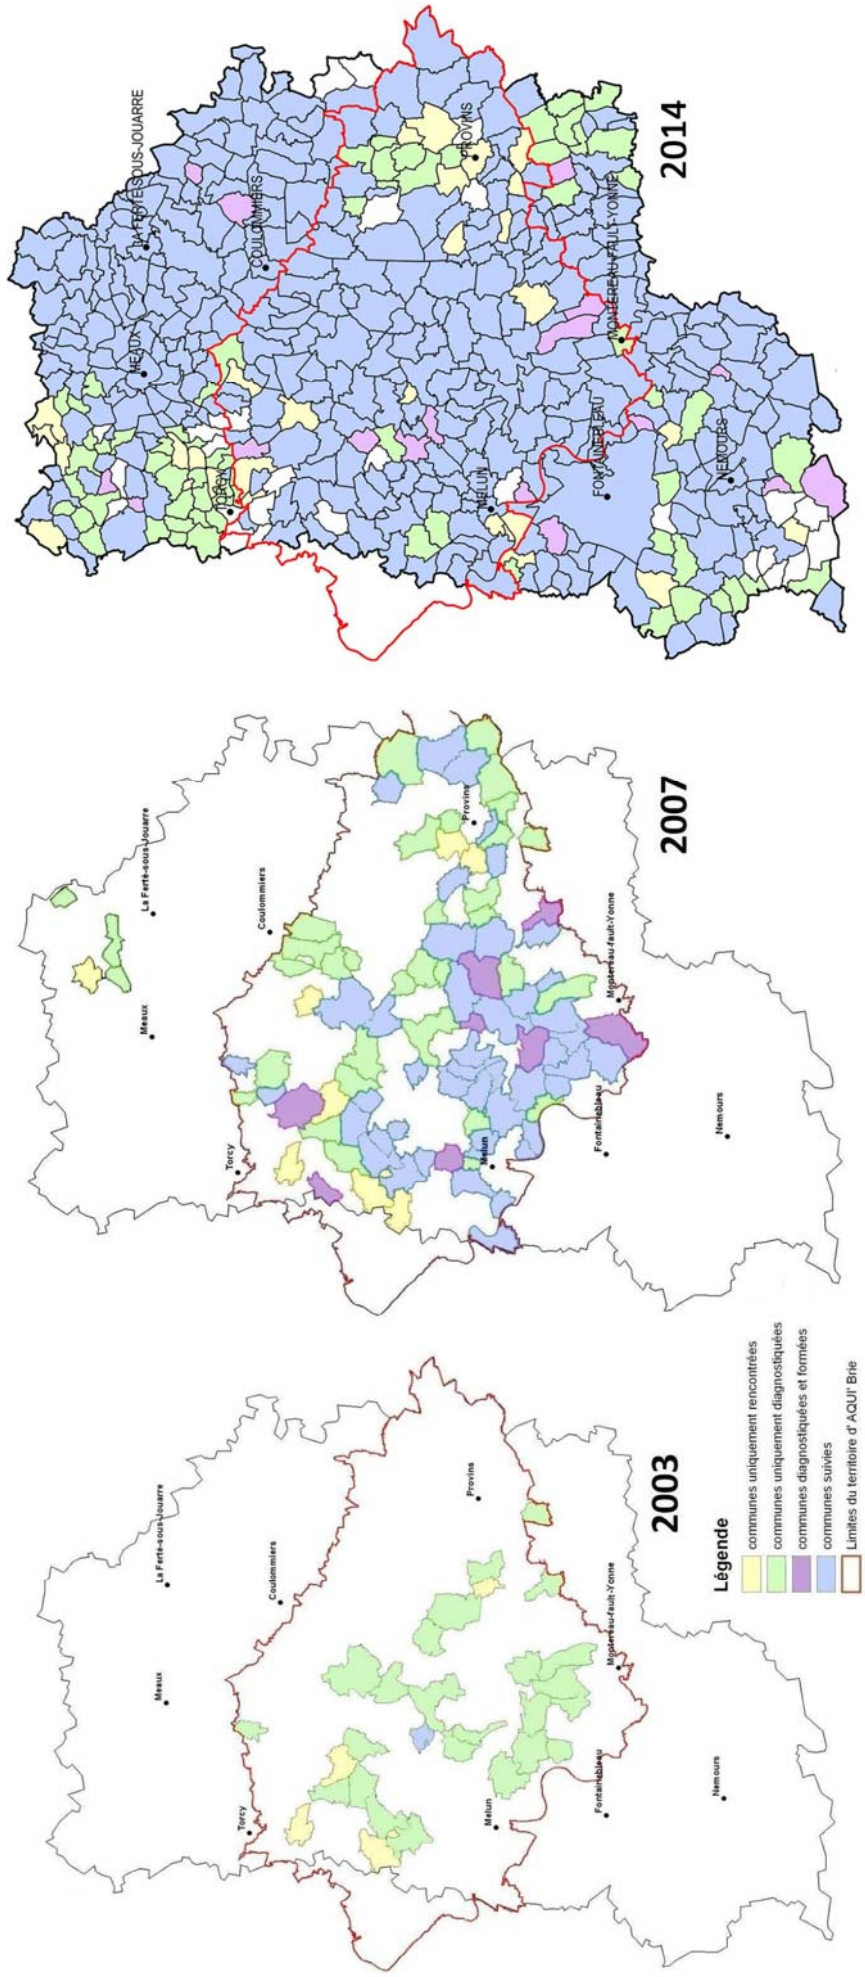 LA FERTE-SOUS-JOUARRE
MEAUX
COULOMMIERS
TORCY
PROVINS
MELUN
FONTAINEBLEAU
MONTEREAU-FAULT-YONNE
NEMOURS
2014
La Ferté-sous-Jouarre
Meaux
Coulommiers
Torcy
Provins
Melun
Fontainebleau
Montereau-fault-Yonne
Nemours
2007
La Ferté-sous-Jouarre
Meaux
Coulommiers
Torcy
Provins
Melun
Fontainebleau
Montereau-fault-Yonne
Nemours
2003
Légende
communes uniquement rencontrées
communes uniquement diagnostiquées
communes diagnostiquées et formées
communes suivies
Limites du territoire d' AQUI' Brie